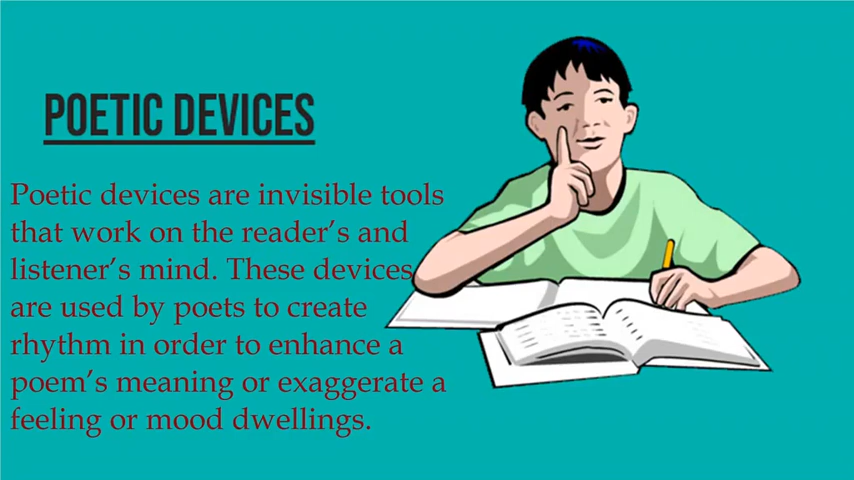 POETIC DEVICES
Poetic devices are invisible tools
that work on the reader’s and
listener’s mind. These devices
are used by poets to create
rhythm in order to enhance a
poem’s meaning or exaggerate a
feeling or mood dwellings.